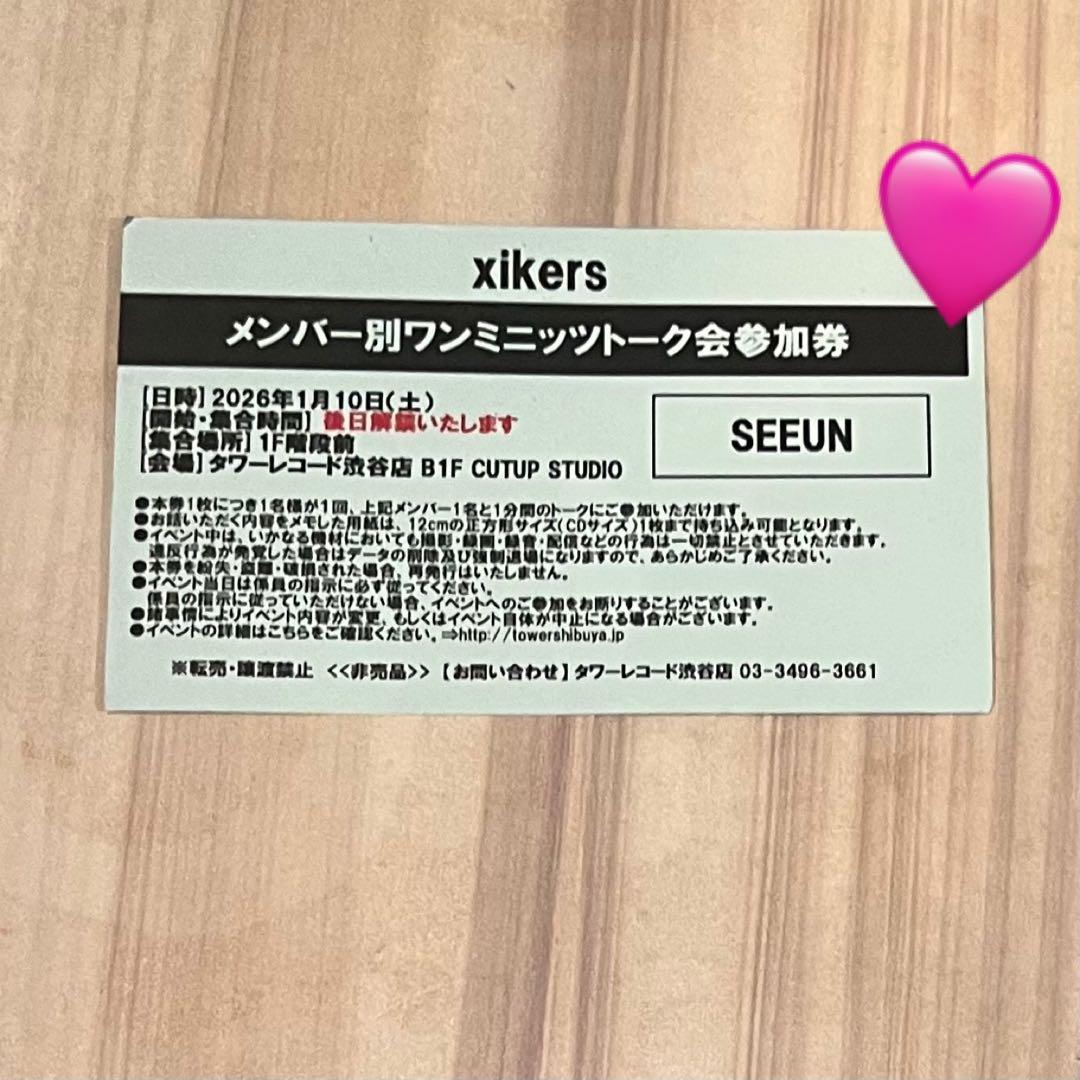 xikers
メンバー別ワンミニッツトーク会参加券
[日時] 2026年1月10日(土)
[開始・集合時間] 後日解禁いたします
[集合場所] 1F階段前
[会場] タワーレコード渋谷店 B1F CUTUP STUDIO
SEEUN
●本券1枚につき1名様が1回、上記メンバー1名と1分間のトークにご参加いただけます。
●お話いただく内容をメモした用紙は、12cmの正方形サイズ(CDサイズ)1枚まで持ち込み可能となります。
●イベント中は、いかなる機材においても撮影・録画・録音・配信などの行為は一切禁止とさせていただきます。
違反行為が発覚した場合はデータの削除及び強制退場になりますので、あらかじめご了承ください。
●本券を紛失・盗難・破損された場合、再発行はいたしません。
●イベント当日は係員の指示に必ず従ってください。
係員の指示に従っていただけない場合、イベントへのご参加をお断りすることがございます。
●諸事情によりイベント内容が変更、もしくはイベント自体が中止になる場合がございます。
●イベントの詳細はこちらをご確認ください。⇒http://towershibuya.jp
※転売・譲渡禁止 <<非売品>> 【お問い合わせ】タワーレコード渋谷店 03-3496-3661